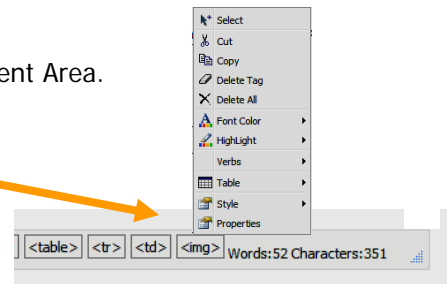 Select
Cut
ent Area.
Copy
Delete Tag
Delete All
Font Color
HighLight
Verbs
Table
Style
Properties
<table> <tr> <td> <img> Words:52 Characters:351